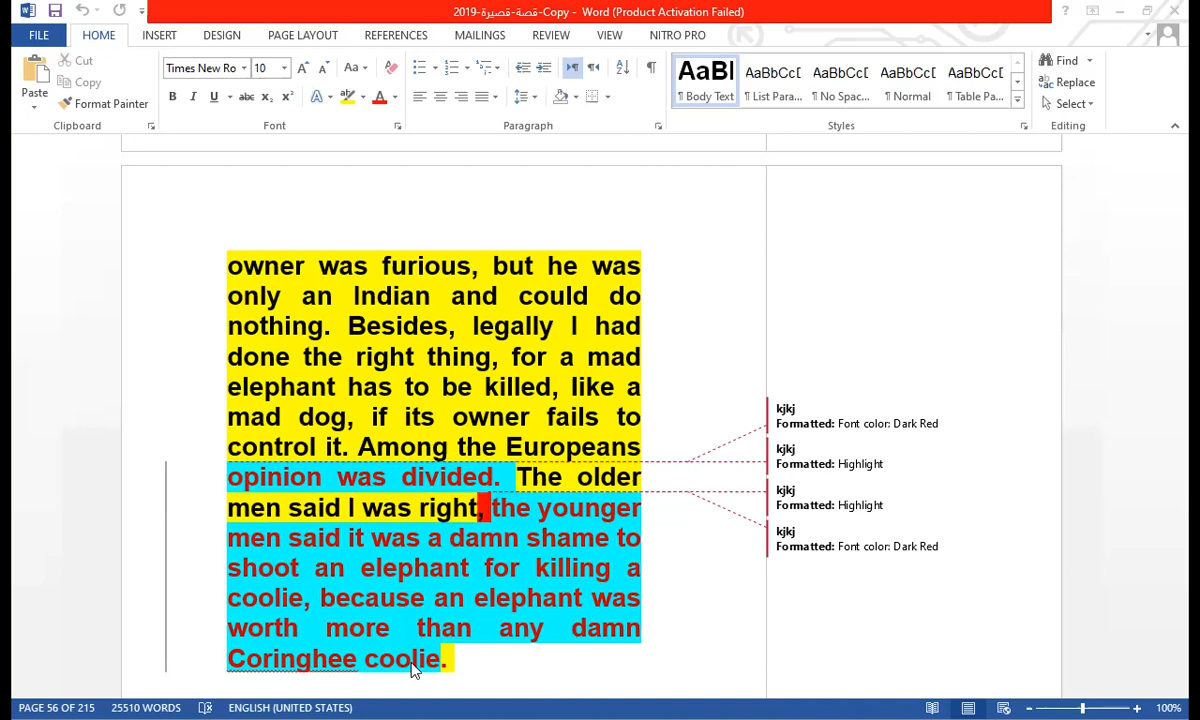 قصة-قصيرة-2019-Copy - Word (Product Activation Failed)
FILE HOME INSERT DESIGN PAGE LAYOUT REFERENCES MAILINGS REVIEW VIEW NITRO PRO
Paste
Cut
Copy
Format Painter
Clipboard
Times New Ro 10
Font
Paragraph
AaBl AaBbCcI AaBbCcI AaBbCcI AaBbCcI
¶ Body Text ¶ List Para... ¶ No Spac... ¶ Normal ¶ Table Pa...
Styles
Find
Replace
Select
Editing
owner was furious, but he was
only an Indian and could do
nothing. Besides, legally I had
done the right thing, for a mad
elephant has to be killed, like a
mad dog, if its owner fails to
control it. Among the Europeans
opinion was divided. The older
men said I was right, the younger
men said it was a damn shame to
shoot an elephant for killing a
coolie, because an elephant was
worth more than any damn
Coringhee coolie.
kjkj
Formatted: Font color: Dark Red
kjkj
Formatted: Highlight
kjkj
Formatted: Highlight
kjkj
Formatted: Font color: Dark Red
PAGE 56 OF 215 25510 WORDS ENGLISH (UNITED STATES) 100%